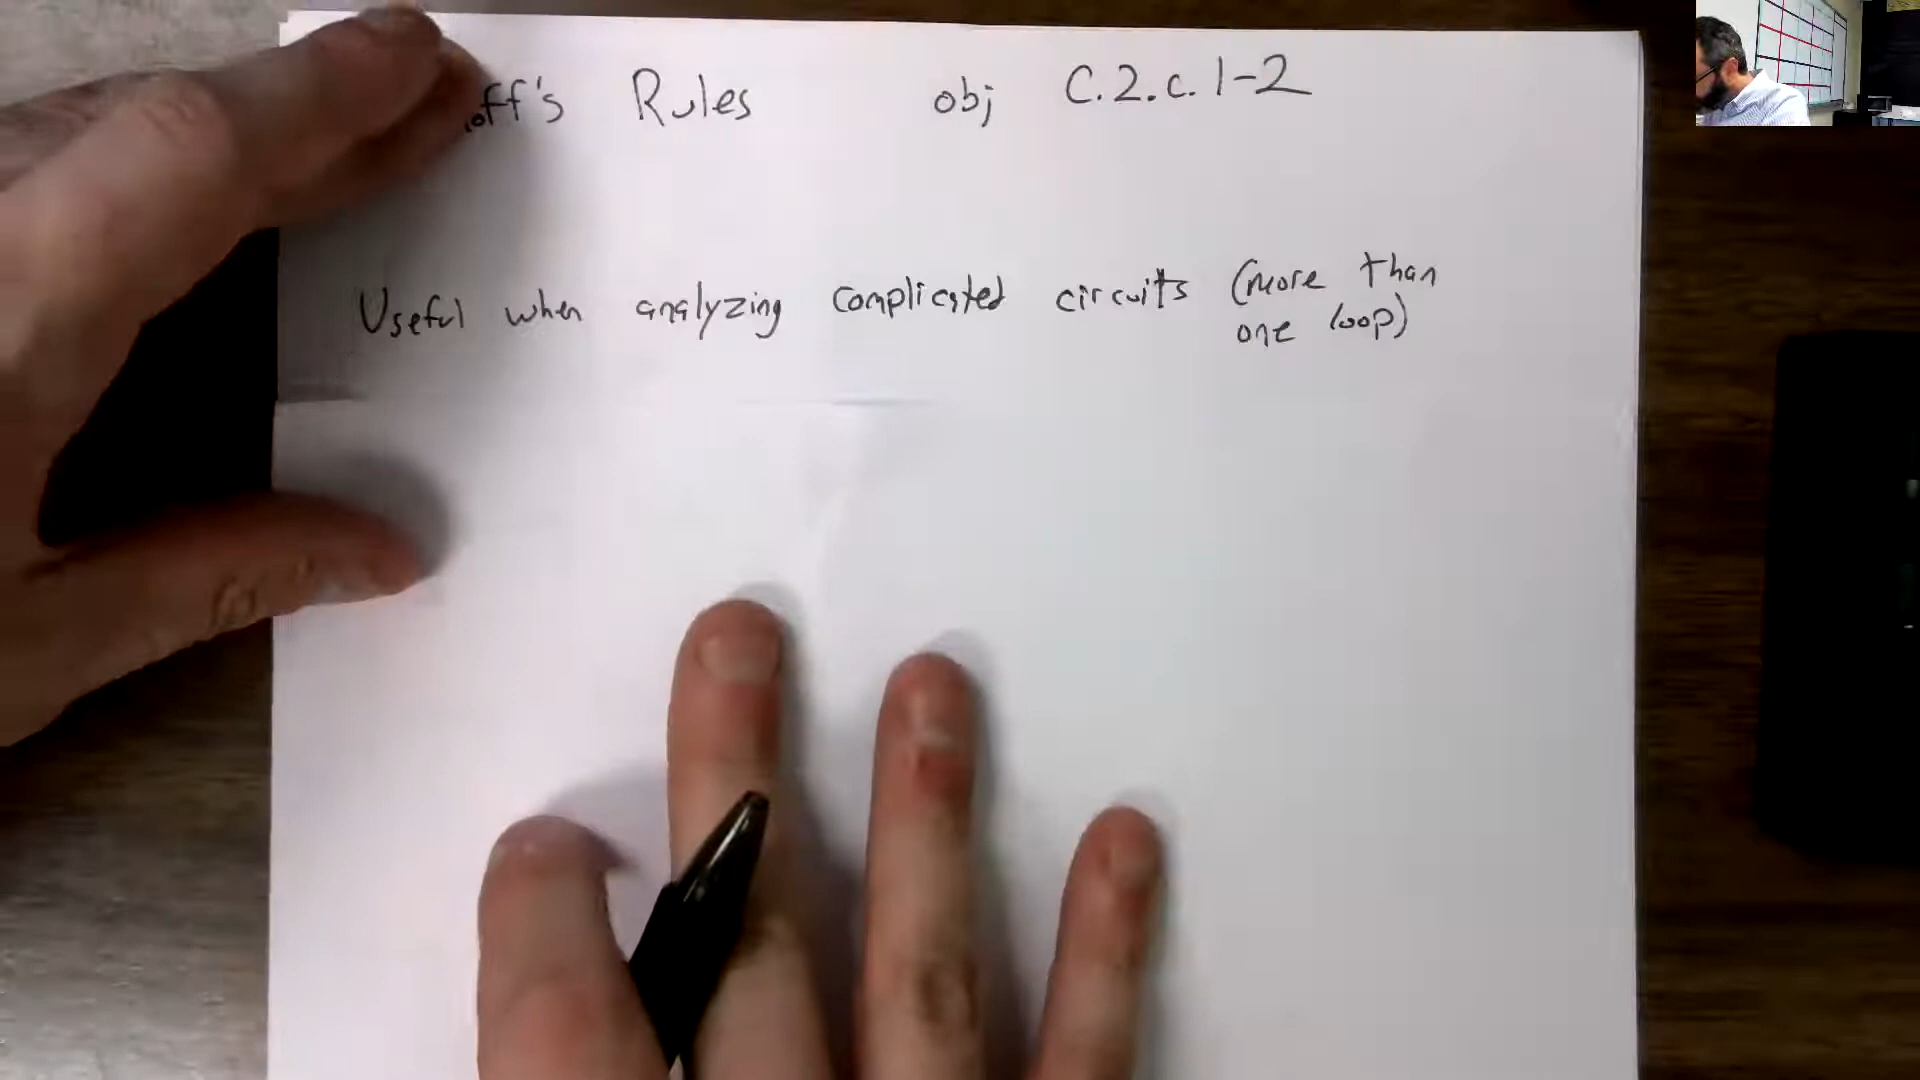 off's Rules obj C.2.c.1-2
Useful when analyzing complicated circuits (more than
one loop)